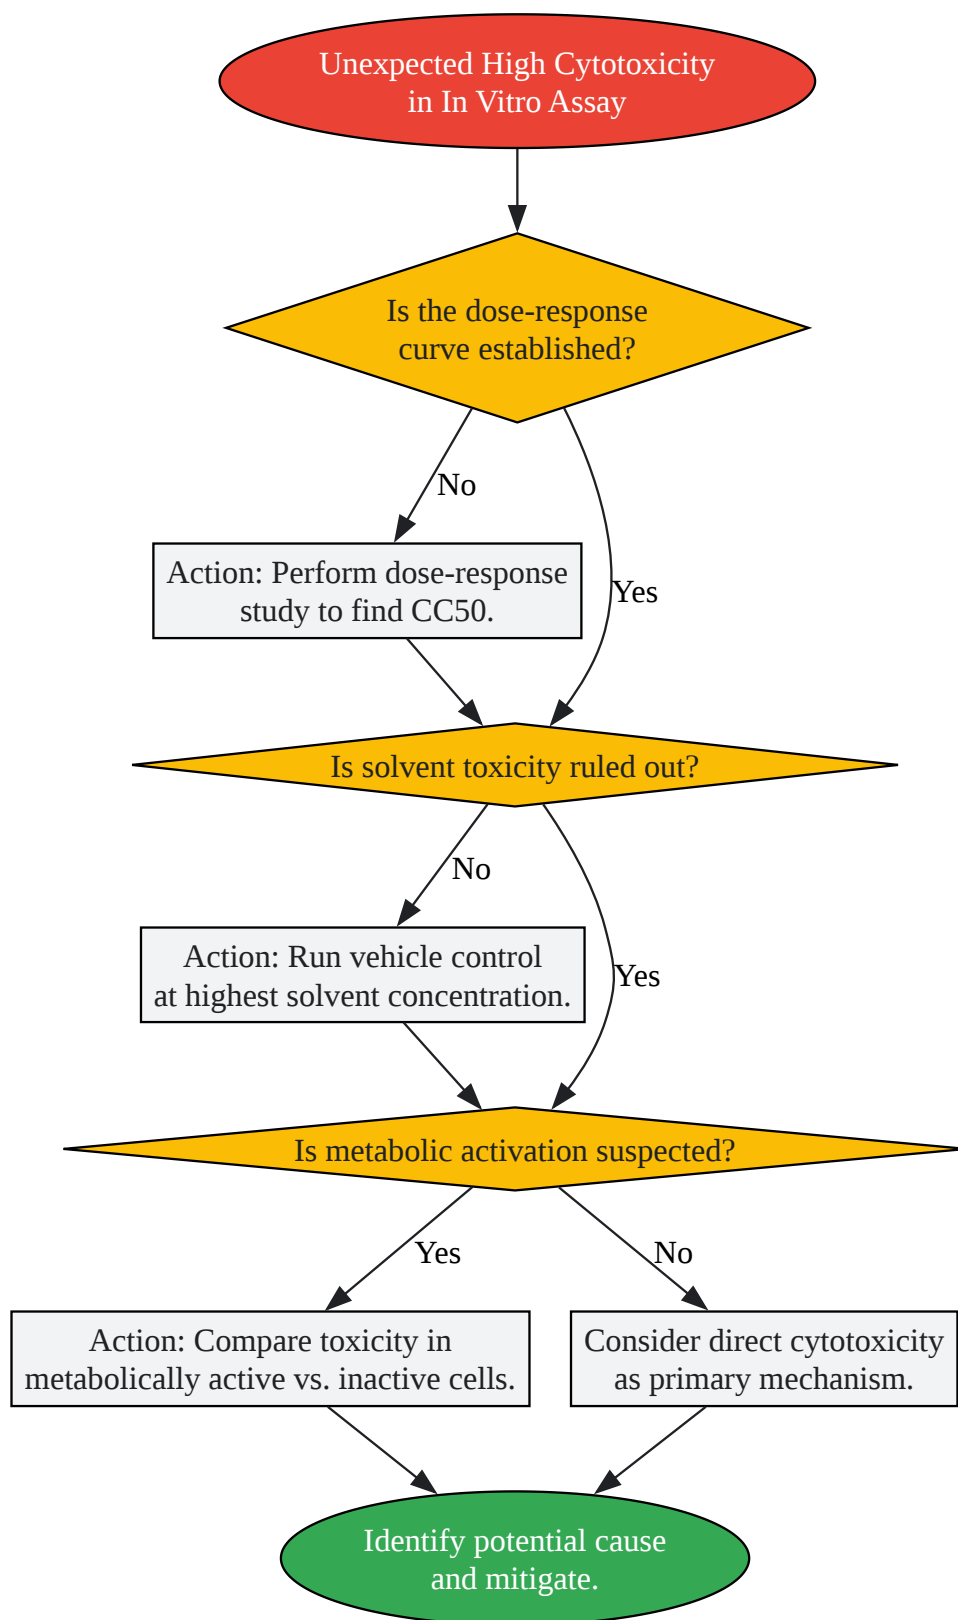 Unexpected High Cytotoxicity
in In Vitro Assay
Is the dose-response
curve established?
No
Action: Perform dose-response
study to find CC50.
Yes
Is solvent toxicity ruled out?
No
Action: Run vehicle control
at highest solvent concentration.
Yes
Is metabolic activation suspected?
Yes
No
Action: Compare toxicity in
metabolically active vs. inactive cells.
Consider direct cytotoxicity
as primary mechanism.
Identify potential cause
and mitigate.